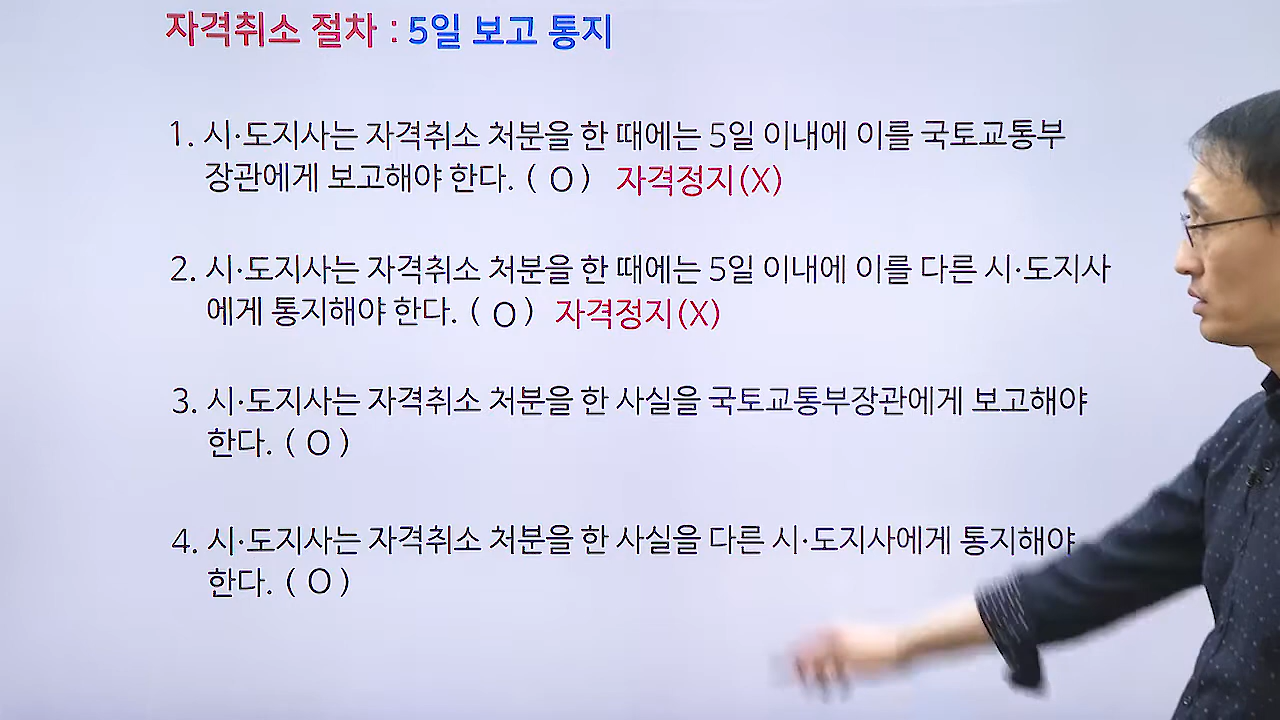 자격취소 절차 : 5일 보고 통지
1. 시·도지사는 자격취소 처분을 한 때에는 5일 이내에 이를 국토교통부
장관에게 보고해야 한다. ( O ) 자격정지(X)
2. 시·도지사는 자격취소 처분을 한 때에는 5일 이내에 이를 다른 시·도지사
에게 통지해야 한다. ( O ) 자격정지(X)
3. 시·도지사는 자격취소 처분을 한 사실을 국토교통부장관에게 보고해야
한다. ( O )
4. 시·도지사는 자격취소 처분을 한 사실을 다른 시·도지사에게 통지해야
한다. ( O )